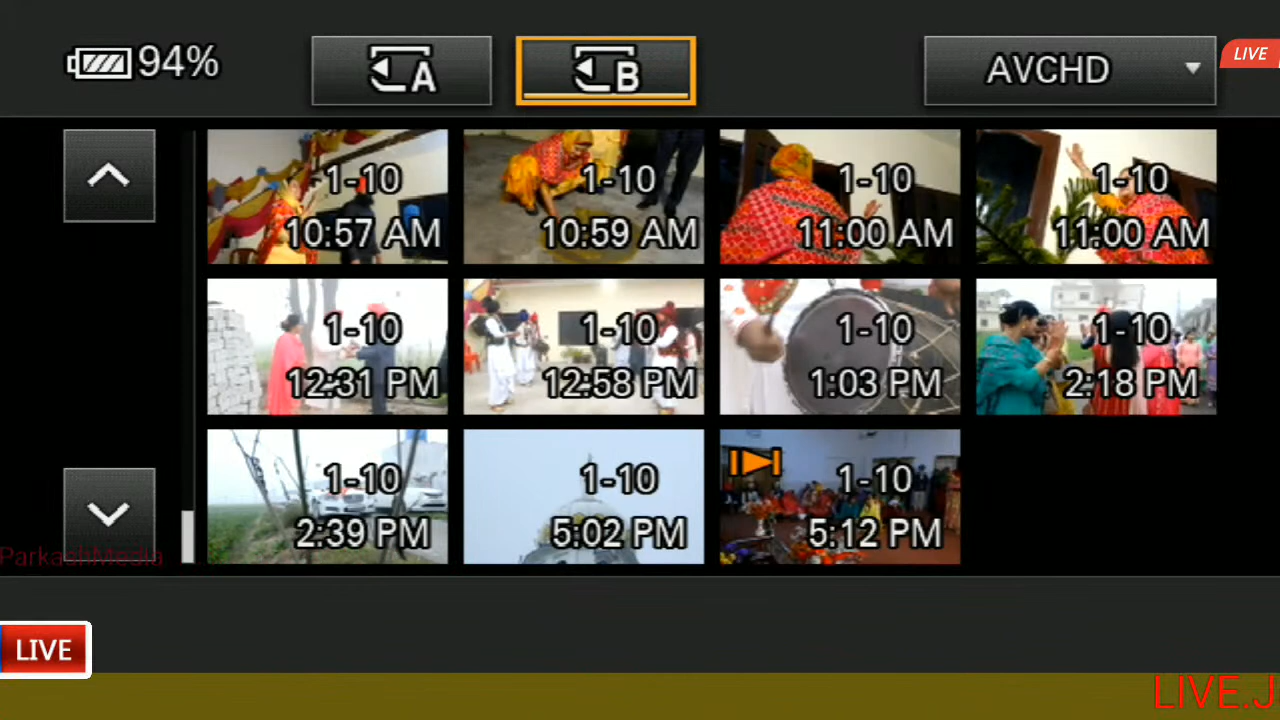 94%
A
B
AVCHD
LIVE
1-10
10:57 AM
1-10
10:59 AM
1-10
11:00 AM
1-10
11:00 AM
1-10
12:31 PM
1-10
12:58 PM
1-10
1:03 PM
1-10
2:18 PM
1-10
2:39 PM
1-10
5:02 PM
1-10
5:12 PM
ParkashMedia
LIVE
LIVE.J